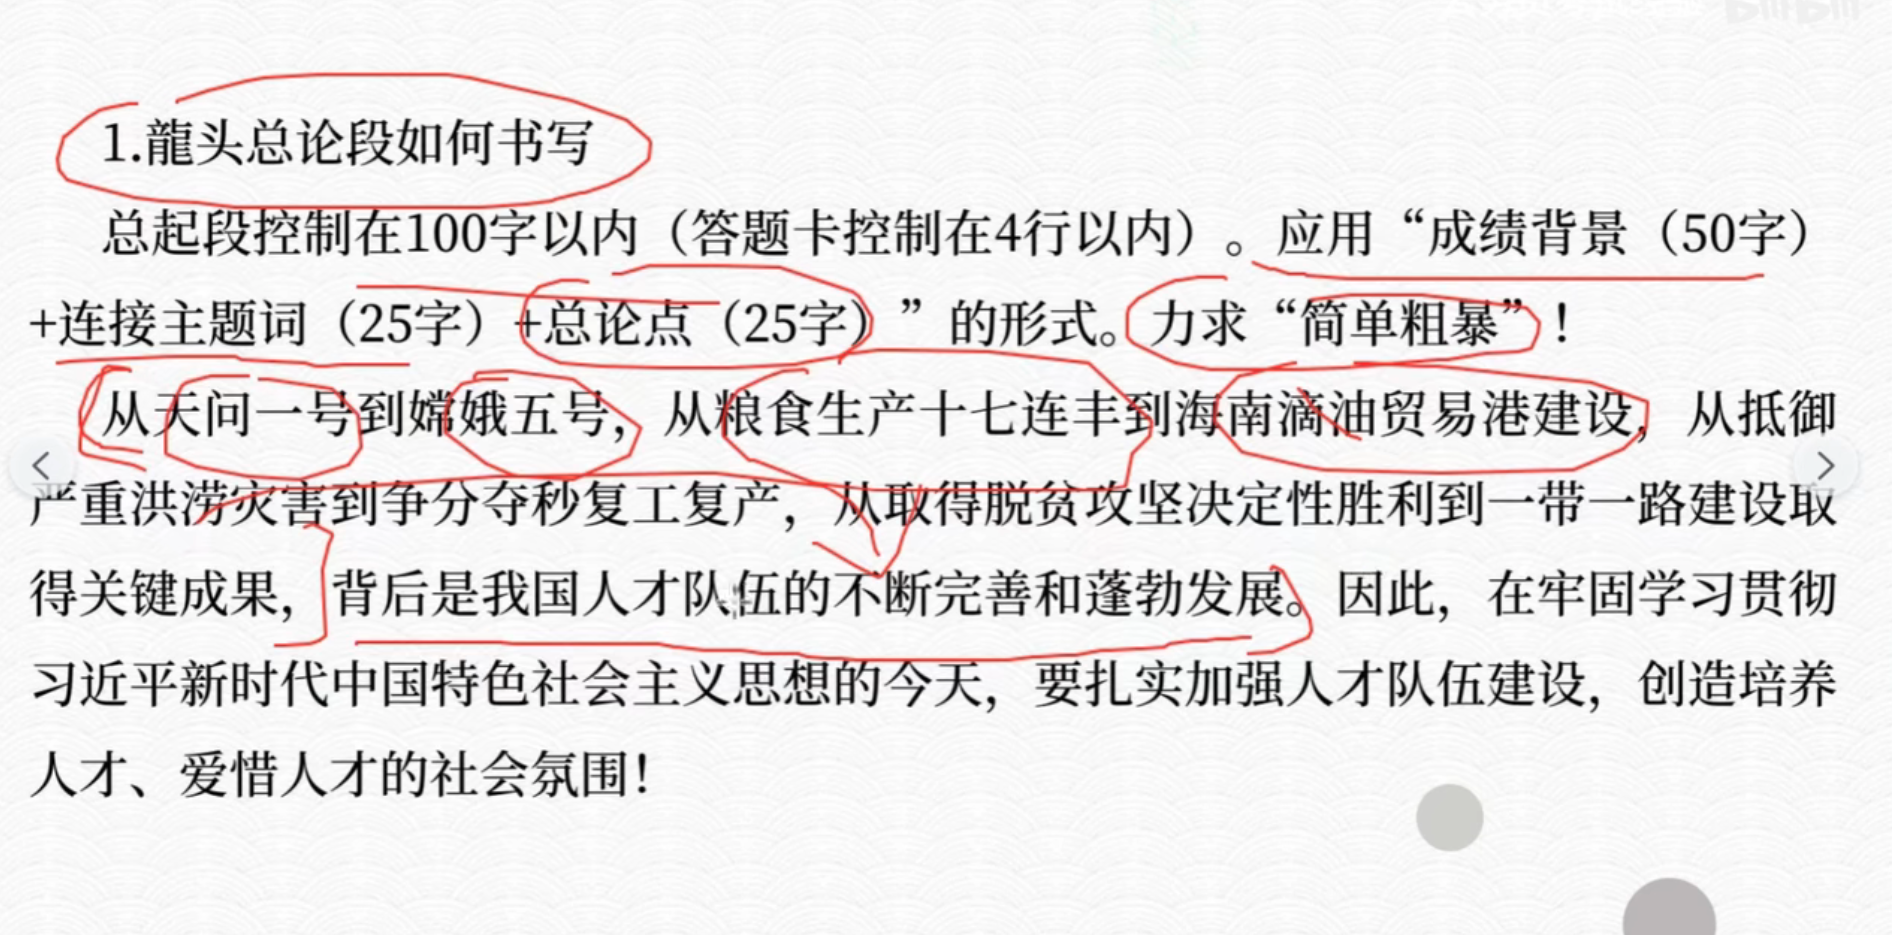 1.龍头总论段如何书写
总起段控制在100字以内（答题卡控制在4行以内）。应用“成绩背景（50字）
+连接主题词（25字）+总论点（25字）”的形式。力求“简单粗暴”！
从天问一号到嫦娥五号，从粮食生产十七连丰到海南滴油贸易港建设，从抵御
严重洪涝灾害到争分夺秒复工复产，从取得脱贫攻坚决定性胜利到一带一路建设取
得关键成果，背后是我国人才队伍的不断完善和蓬勃发展。因此，在牢固学习贯彻
习近平新时代中国特色社会主义思想的今天，要扎实加强人才队伍建设，创造培养
人才、爱惜人才的社会氛围！